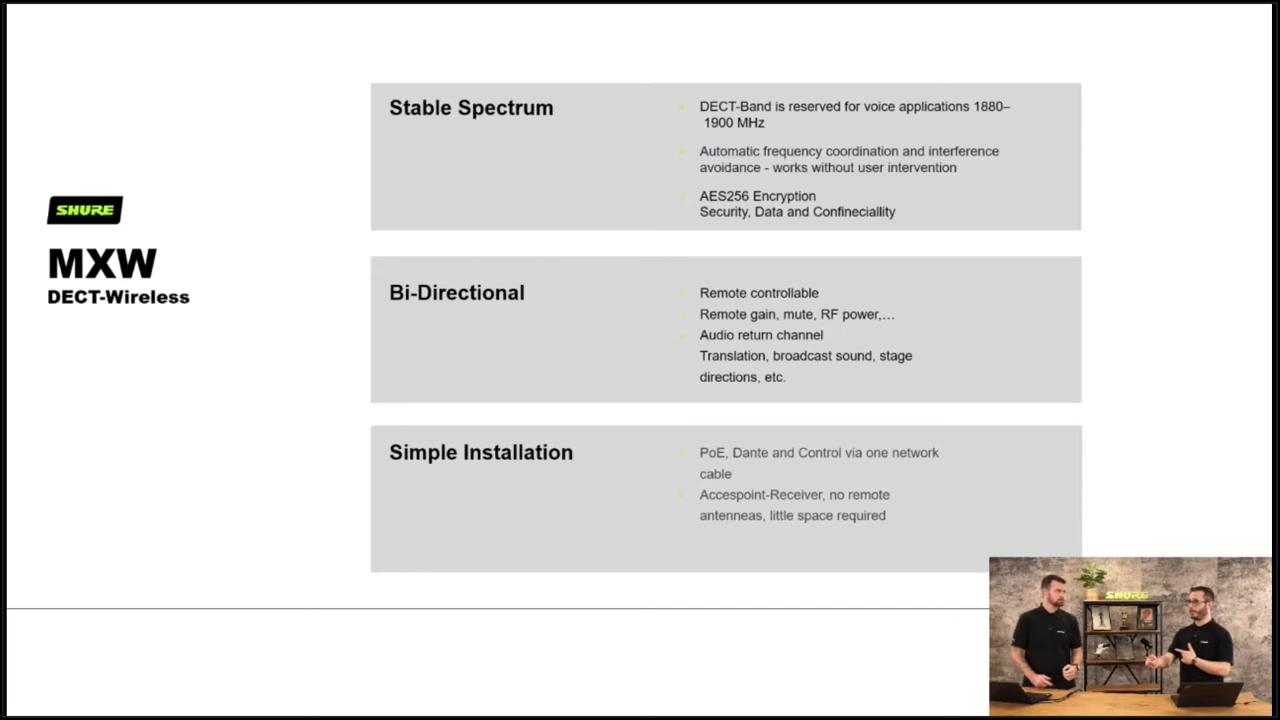 SHURE
MXW
DECT-Wireless
Stable Spectrum
DECT-Band is reserved for voice applications 1880–
1900 MHz
Automatic frequency coordination and interference
avoidance - works without user intervention
AES256 Encryption
Security, Data and Confineciallity
Bi-Directional
Remote controllable
Remote gain, mute, RF power,…
Audio return channel
Translation, broadcast sound, stage
directions, etc.
Simple Installation
PoE, Dante and Control via one network
cable
Accespoint-Receiver, no remote
antenneas, little space required
SHURE